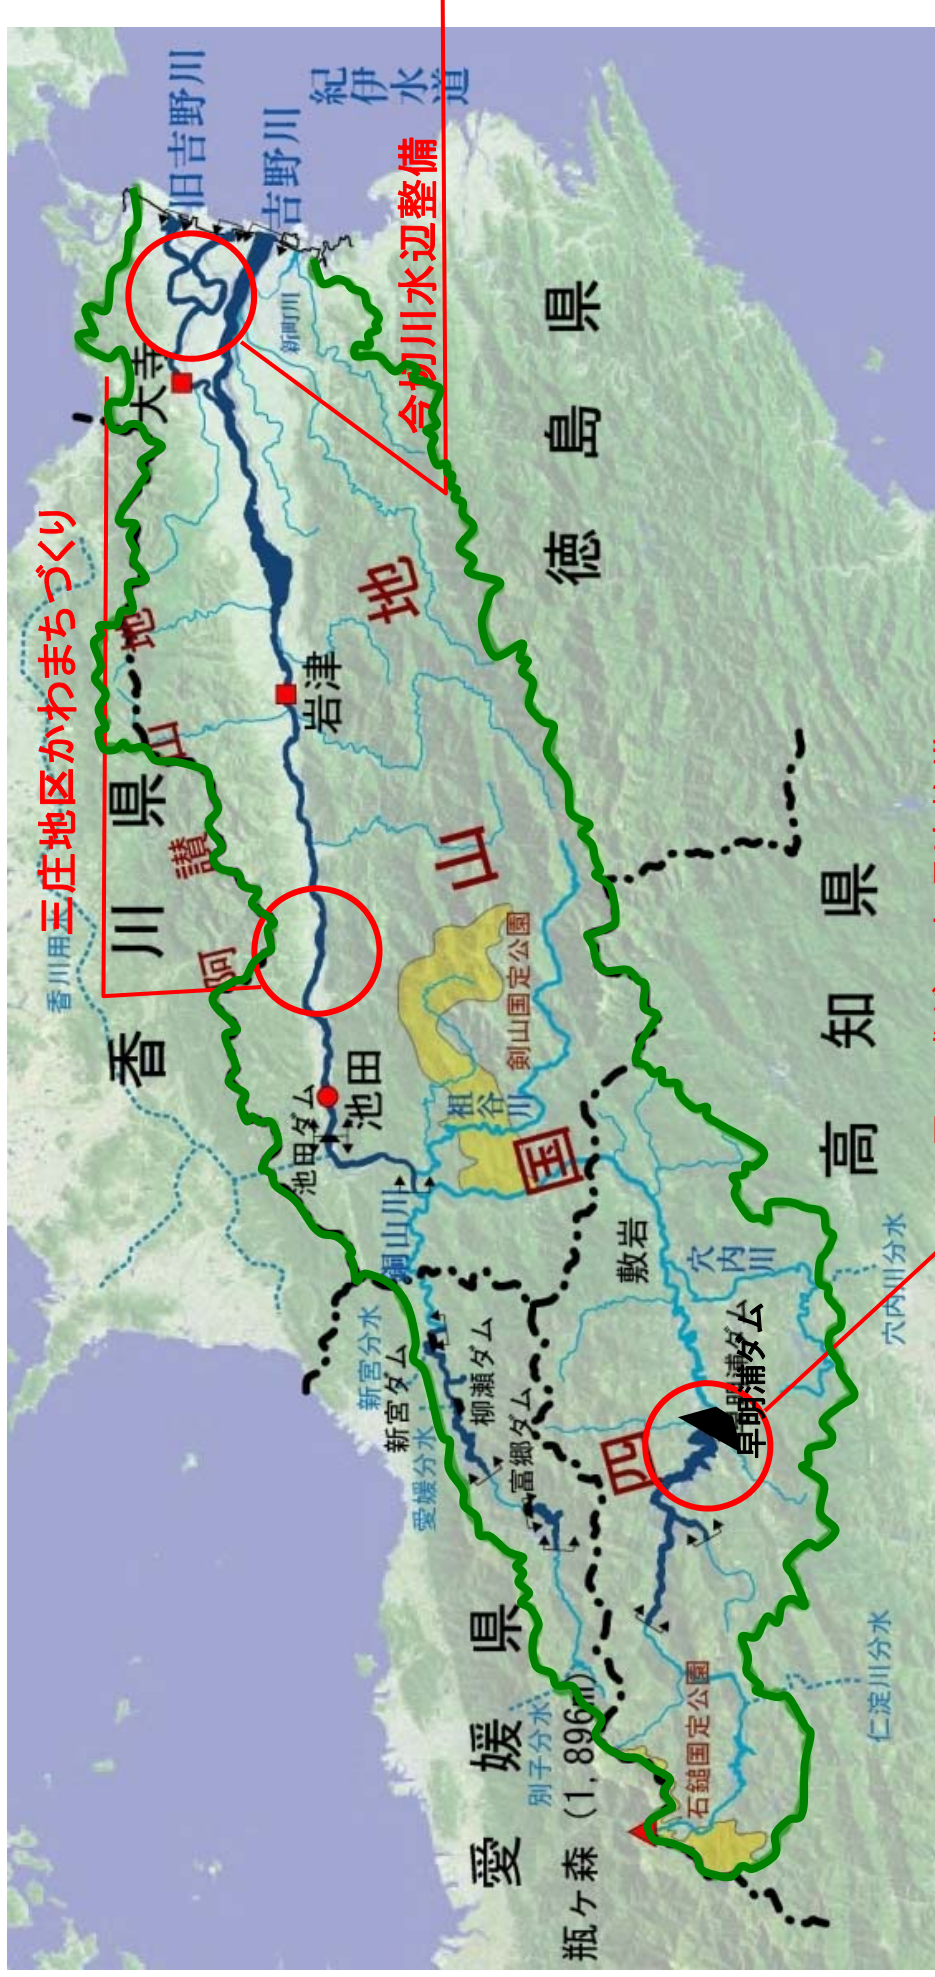 三庄地区かわまちづくり
今切川水辺整備
旧吉野川
吉野川
紀伊水道
新町川
大寺
岩津
池田
池田ダム
香川用水
香川県
徳島県
高知県
愛媛県
阿讃山地
四国山地
剣山国定公園
祖谷川
銅山川
新宮分水
新宮ダム
愛媛分水
柳瀬ダム
富郷ダム
敷岩
穴内川
穴内川分水
早明浦ダム
別子分水
瓶ヶ森(1,896m)
石鎚国定公園
仁淀川分水